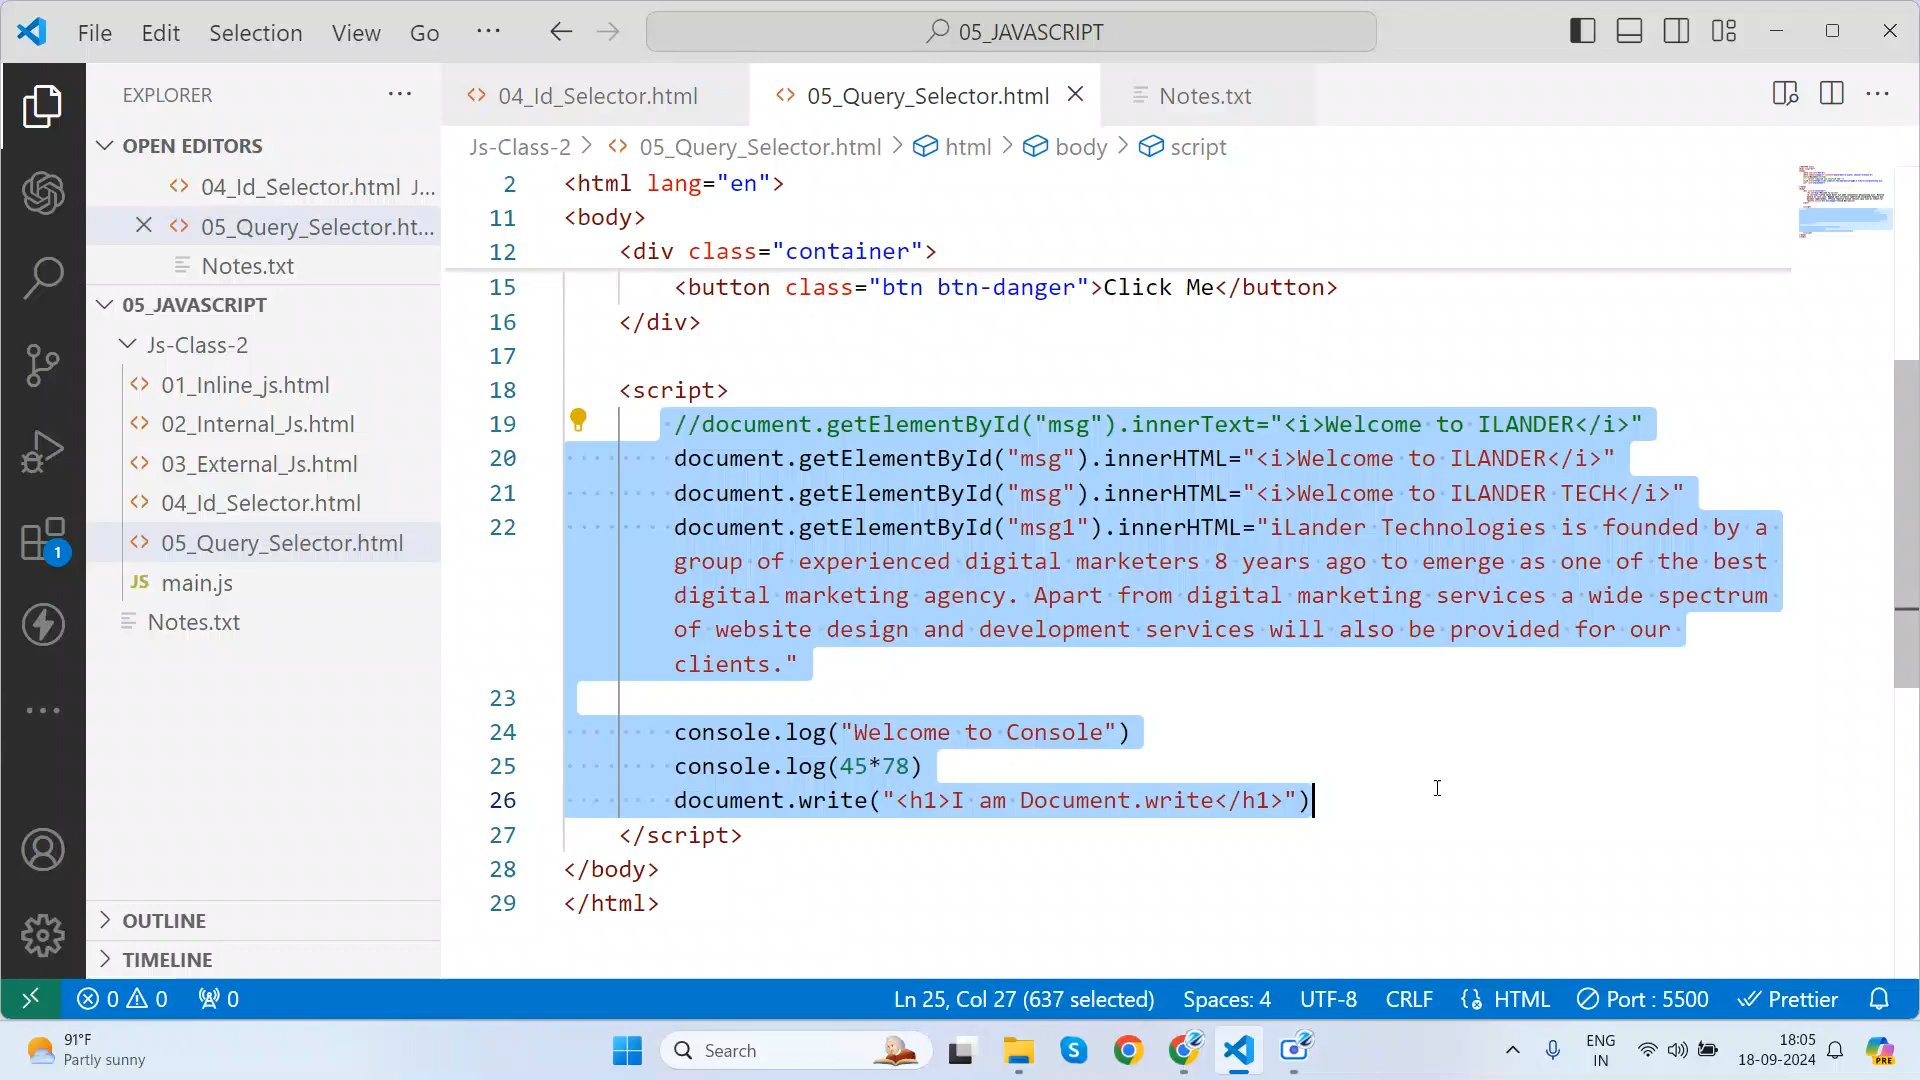 File Edit Selection View Go ··· 05_JAVASCRIPT
EXPLORER ···
04_Id_Selector.html 05_Query_Selector.html Notes.txt
OPEN EDITORS
04_Id_Selector.html J...
05_Query_Selector.ht...
Notes.txt
05_JAVASCRIPT
Js-Class-2
01_Inline_js.html
02_Internal_Js.html
03_External_Js.html
04_Id_Selector.html
05_Query_Selector.html
JS main.js
Notes.txt
OUTLINE
TIMELINE
1
Js-Class-2 > 05_Query_Selector.html > html > body > script
2 <html lang="en">
11 <body>
12 <div class="container">
15 <button class="btn btn-danger">Click Me</button>
16 </div>
17
18 <script>
19 //document.getElementById("msg").innerText="<i>Welcome to ILANDER</i>"
20 document.getElementById("msg").innerHTML="<i>Welcome to ILANDER</i>"
21 document.getElementById("msg").innerHTML="<i>Welcome to ILANDER TECH</i>"
22 document.getElementById("msg1").innerHTML="iLander Technologies is founded by a
group of experienced digital marketers 8 years ago to emerge as one of the best
digital marketing agency. Apart from digital marketing services a wide spectrum
of website design and development services will also be provided for our
clients."
23
24 console.log("Welcome to Console")
25 console.log(45*78)
26 document.write("<h1>I am Document.write</h1>")
27 </script>
28 </body>
29 </html>
0 0 0 Ln 25, Col 27 (637 selected) Spaces: 4 UTF-8 CRLF HTML Port : 5500 Prettier
91°F
Partly sunny
Search
ENG
IN
18:05
18-09-2024
PRE